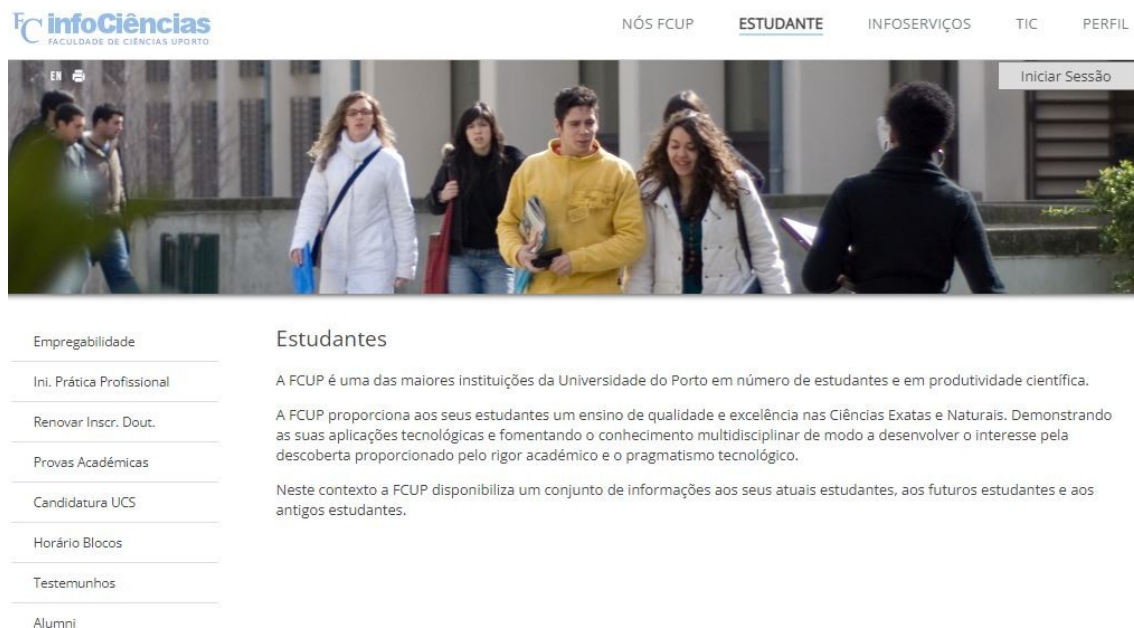 FC infoCiências
FACULDADE DE CIÊNCIAS UPORTO
NÓS FCUP
ESTUDANTE
INFOSERVIÇOS
TIC
PERFIL
EN
Iniciar Sessão
Empregabilidade
Ini. Prática Profissional
Renovar Inscr. Dout.
Provas Académicas
Candidatura UCS
Horário Blocos
Testemunhos
Alumni
Estudantes
A FCUP é uma das maiores instituições da Universidade do Porto em número de estudantes e em produtividade científica.
A FCUP proporciona aos seus estudantes um ensino de qualidade e excelência nas Ciências Exatas e Naturais. Demonstrando
as suas aplicações tecnológicas e fomentando o conhecimento multidisciplinar de modo a desenvolver o interesse pela
descoberta proporcionado pelo rigor académico e o pragmatismo tecnológico.
Neste contexto a FCUP disponibiliza um conjunto de informações aos seus atuais estudantes, aos futuros estudantes e aos
antigos estudantes.